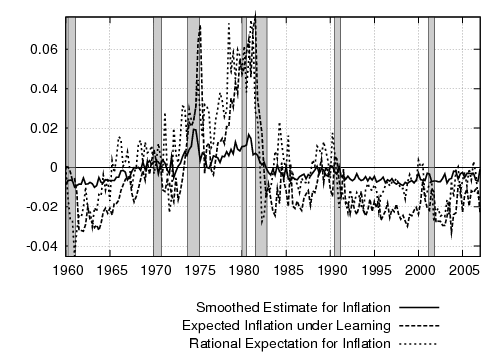 0.06
0.04
0.02
0
-0.02
-0.04
1960 1965 1970 1975 1980 1985 1990 1995 2000 2005
Smoothed Estimate for Inflation
Expected Inflation under Learning
Rational Expectation for Inflation